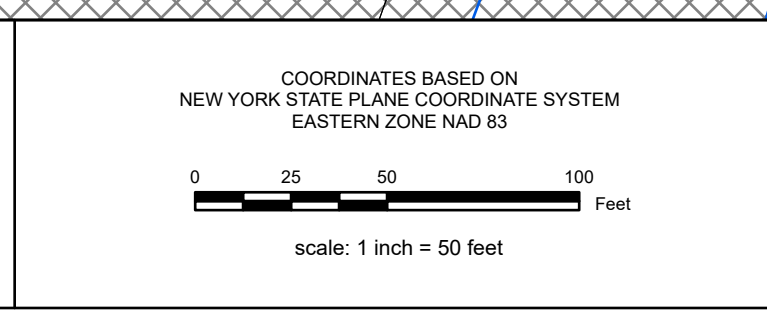 COORDINATES BASED ON
NEW YORK STATE PLANE COORDINATE SYSTEM
EASTERN ZONE NAD 83
0 25 50 100
Feet
scale: 1 inch = 50 feet